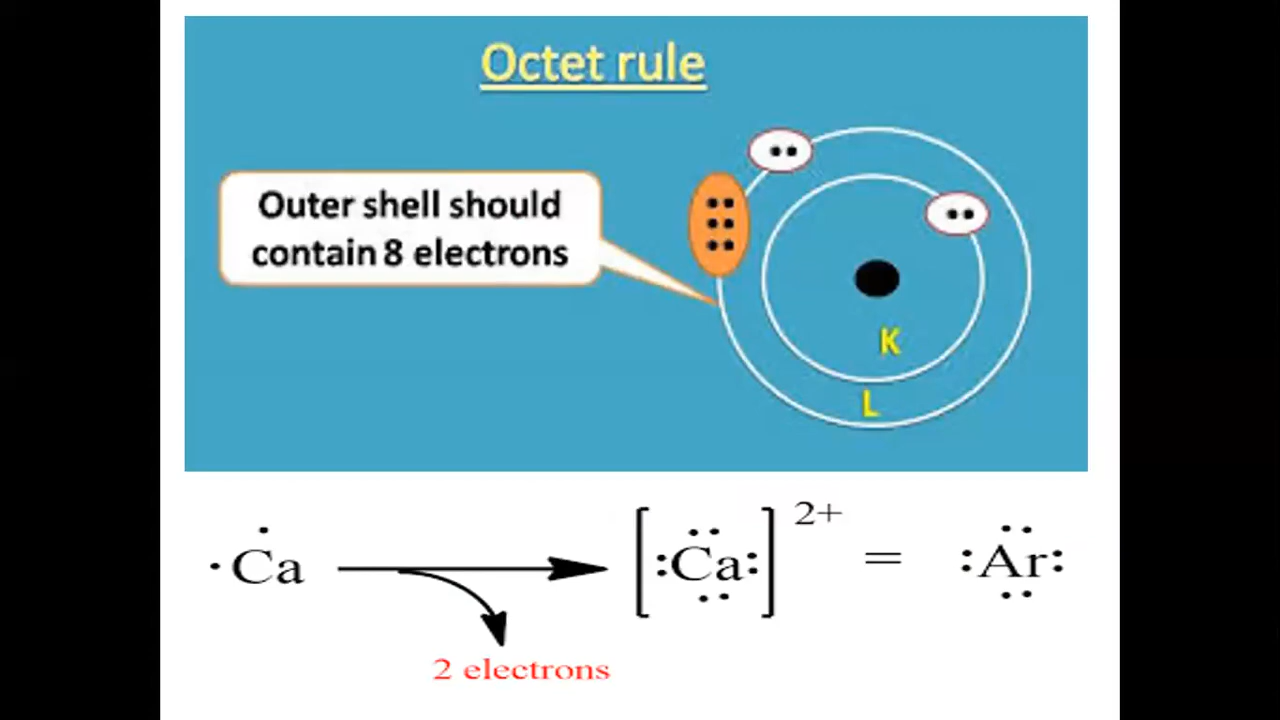 Octet rule
Outer shell should
contain 8 electrons
K
L
Ca
[Ca]2+ = Ar
2 electrons